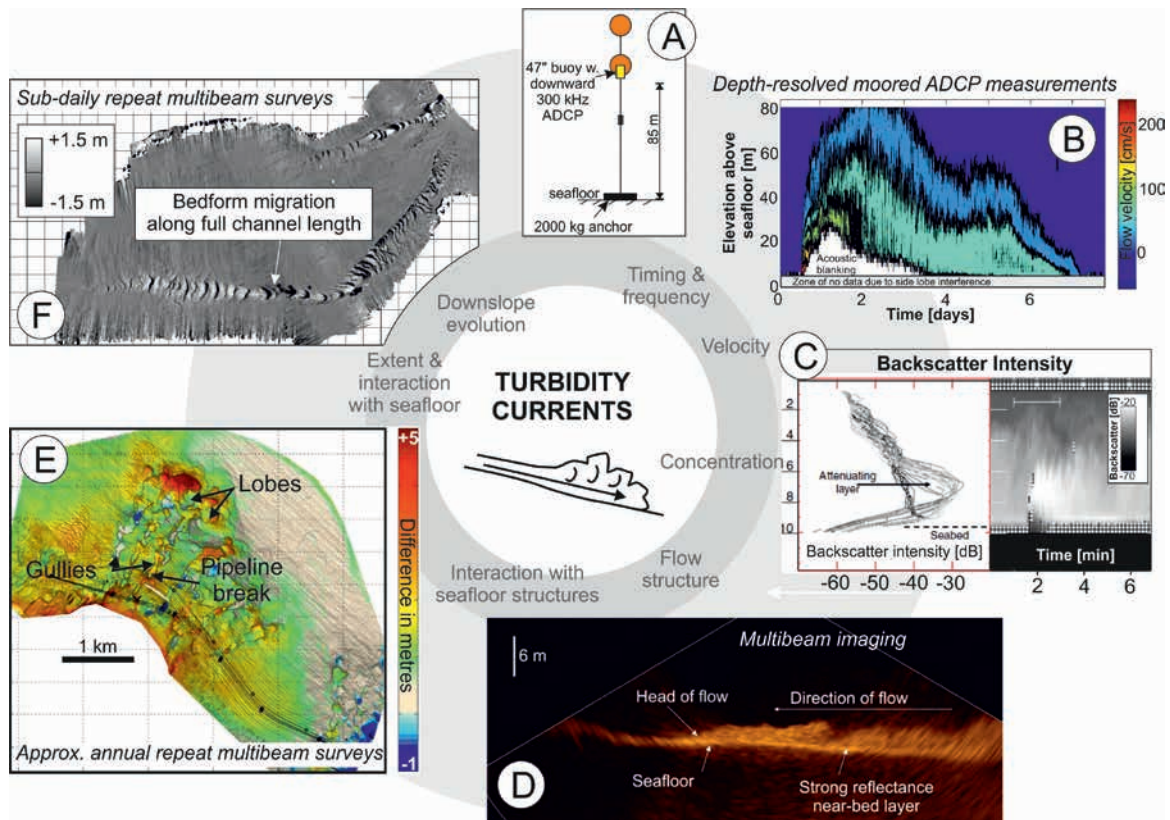 A
47" buoy w.
downward
300 kHz
ADCP
85 m
seafloor
2000 kg anchor
Depth-resolved moored ADCP measurements
B
80
60
40
20
0
Elevation above
seafloor [m]
Acoustic
blanking
Zone of no data due to side lobe interference
0
2
4
6
Time [days]
200
100
0
Flow velocity [cm/s]
C
Backscatter Intensity
2
4
6
8
10
Attenuating
layer
Seabed
Backscatter intensity [dB]
-60
-50
-40
-30
-20
-70
Backscatter [dB]
Time [min]
2
4
6
D
Multibeam imaging
6 m
Head of flow
Direction of flow
Seafloor
Strong reflectance
near-bed layer
E
Lobes
Gullies
Pipeline
break
1 km
Approx. annual repeat multibeam surveys
+5
Difference in metres
-1
F
Sub-daily repeat multibeam surveys
+1.5 m
-1.5 m
Bedform migration
along full channel length
TURBIDITY
CURRENTS
Timing &
frequency
Velocity
Concentration
Flow
structure
Interaction with
seafloor structures
Extent &
interaction
with seafloor
Downslope
evolution